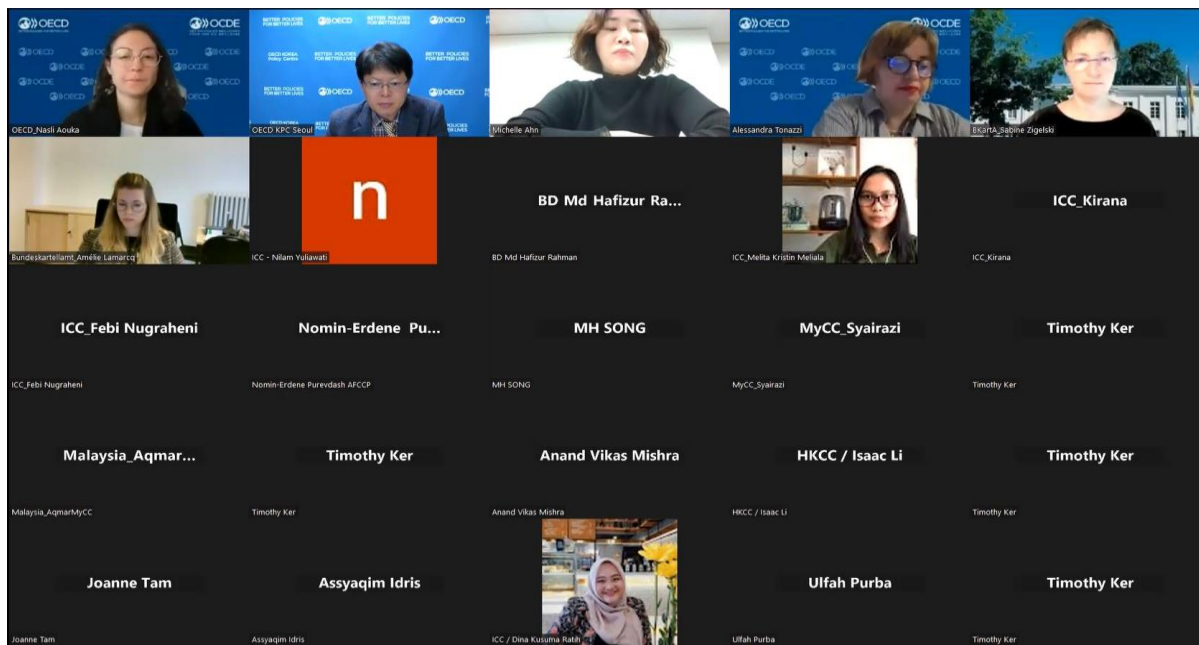 OECD
OCDE
OECD_Nasli Aouka
BETTER POLICIES FOR BETTER LIVES
OECD KOREA
Policy Centre
OECD
OECD KPC Seoul
Michelle Ahn
OECD
OCDE
Alessandra Tonazzi
BKartA_Sabine Zigelski
Bundeskartellamt_Amélie Lamarcq
n
ICC - Nilam Yuliawati
BD Md Hafizur Ra...
BD Md Hafizur Rahman
ICC_Melita Kristin Meliala
ICC_Kirana
ICC_Kirana
ICC_Febi Nugraheni
ICC_Febi Nugraheni
Nomin-Erdene Pu...
Nomin-Erdene Purevdash AFCCP
MH SONG
MH SONG
MyCC_Syairazi
MyCC_Syairazi
Timothy Ker
Timothy Ker
Malaysia_Aqmar...
Malaysia_AqmarMyCC
Timothy Ker
Timothy Ker
Anand Vikas Mishra
Anand Vikas Mishra
HKCC / Isaac Li
HKCC / Isaac Li
Timothy Ker
Timothy Ker
Joanne Tam
Joanne Tam
Assyaqim Idris
Assyaqim Idris
ICC / Dina Kusuma Ratih
Ulfah Purba
Ulfah Purba
Timothy Ker
Timothy Ker